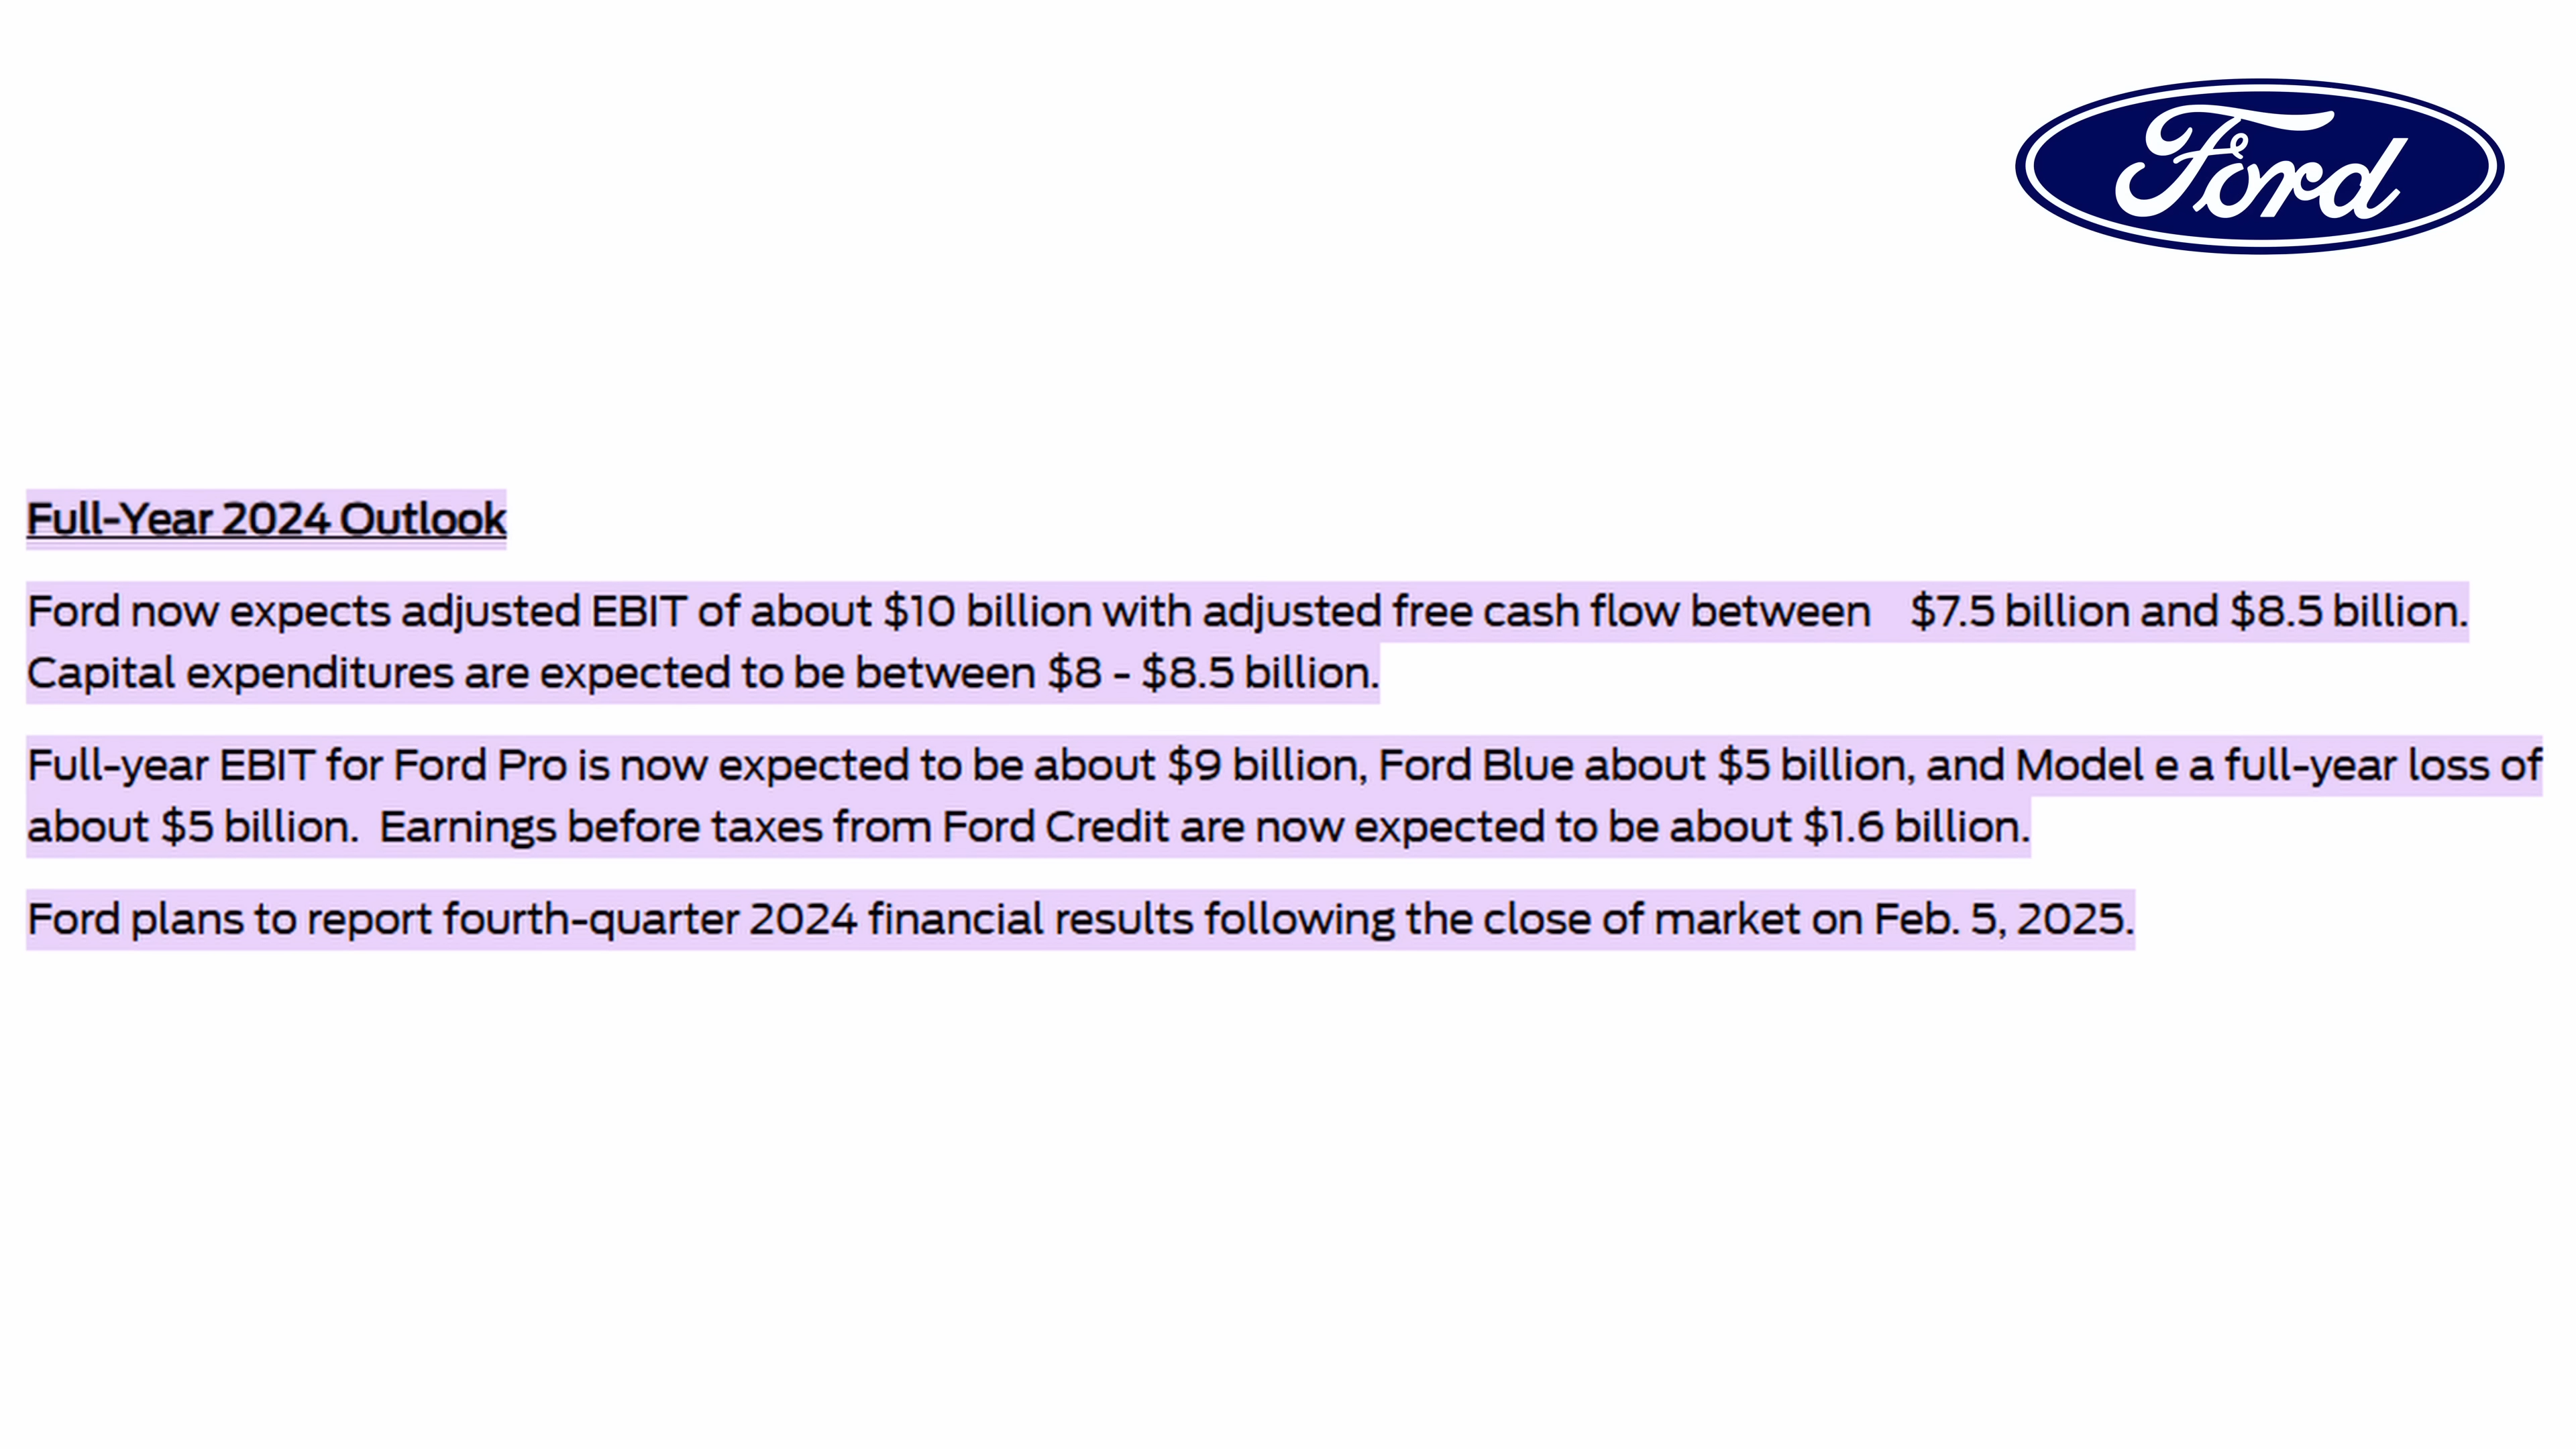 Ford
Full-Year 2024 Outlook
Ford now expects adjusted EBIT of about $10 billion with adjusted free cash flow between    $7.5 billion and $8.5 billion.
Capital expenditures are expected to be between $8 - $8.5 billion.
Full-year EBIT for Ford Pro is now expected to be about $9 billion, Ford Blue about $5 billion, and Model e a full-year loss of
about $5 billion.  Earnings before taxes from Ford Credit are now expected to be about $1.6 billion.
Ford plans to report fourth-quarter 2024 financial results following the close of market on Feb. 5, 2025.